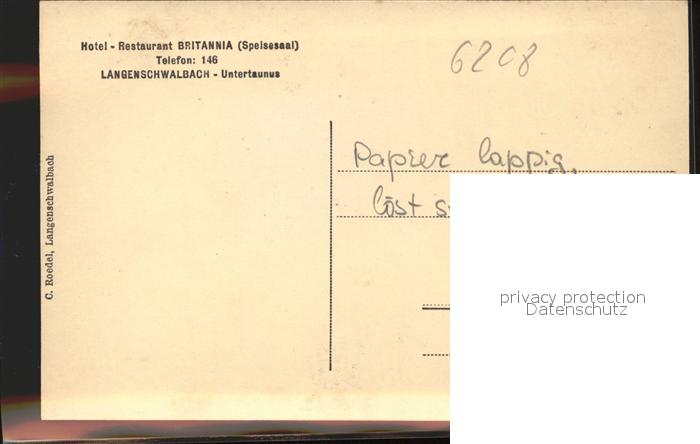 Hotel - Restaurant BRITANNIA (Speisesaal)
Telefon: 146
LANGENSCHWALBACH - Untertaunus
6208
C. Roedel, Langenschwalbach
Papier lappig,
löst
privacy protection
Datenschutz